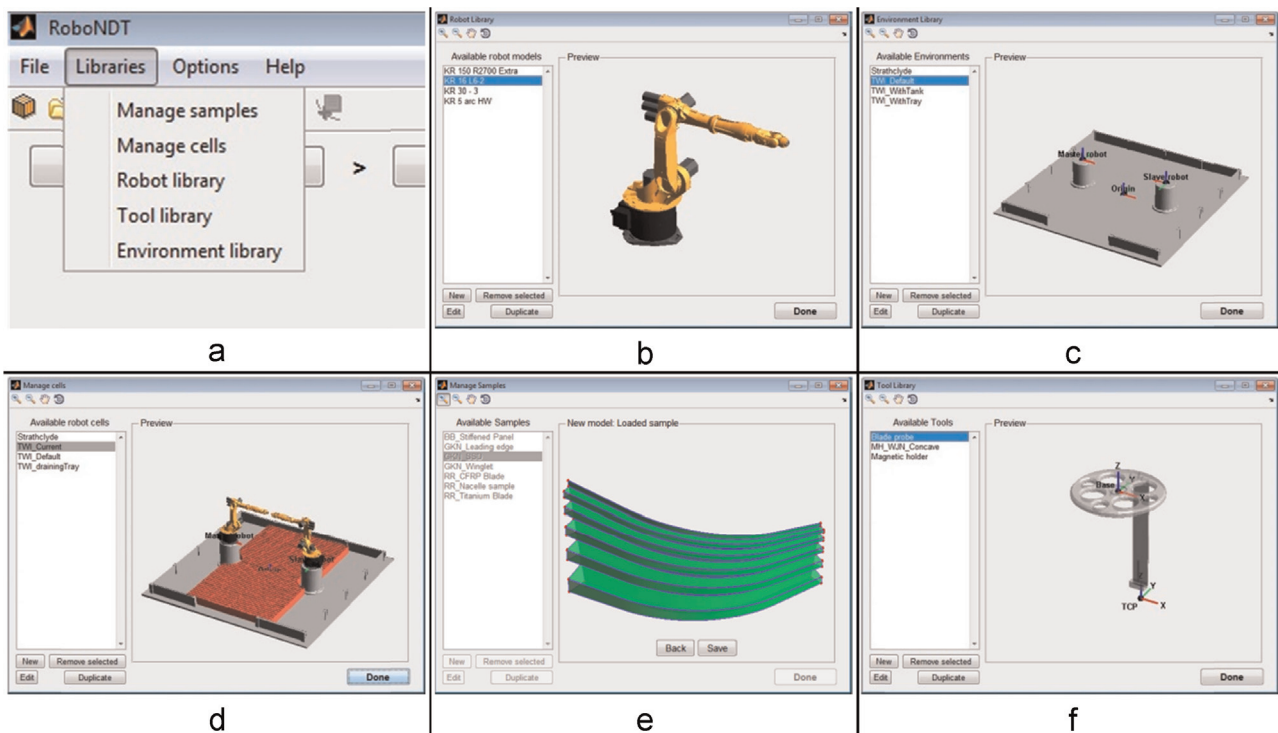 RoboNDT
File Libraries Options Help
Manage samples
Manage cells
Robot library
Tool library
Environment library
>
a
Robot Library
Available robot models
Preview
KR 150 R2700 Extra
KR 16 L6-2
KR 30 - 3
KR 5 arc HW
New Remove selected
Edit Duplicate
Done
b
Environment Library
Available Environments
Preview
Strathclyde
TWI_Default
TWI_WithTank
TWI_WithTray
Master robot
Slave robot
Origin
New Remove selected
Edit Duplicate
Done
c
Manage cells
Available robot cells
Preview
Strathclyde
TWI_Current
TWI_Default
TWI_drainingTray
New Remove selected
Edit Duplicate
Done
d
Manage Samples
Available Samples
New model: Loaded sample
BB_Stiffened Panel
GKN_Leading edge
GKN_Winglet
RR_CFRP Blade
RR_Nacelle sample
RR_Titanium Blade
Back Save
New Remove selected
Edit Duplicate
Done
e
Tool Library
Available Tools
Preview
Blade probe
MH_WJN_Concave
Magnetic holder
Z
Base
Y
X
Y
TCP
X
New Remove selected
Edit Duplicate
Done
f